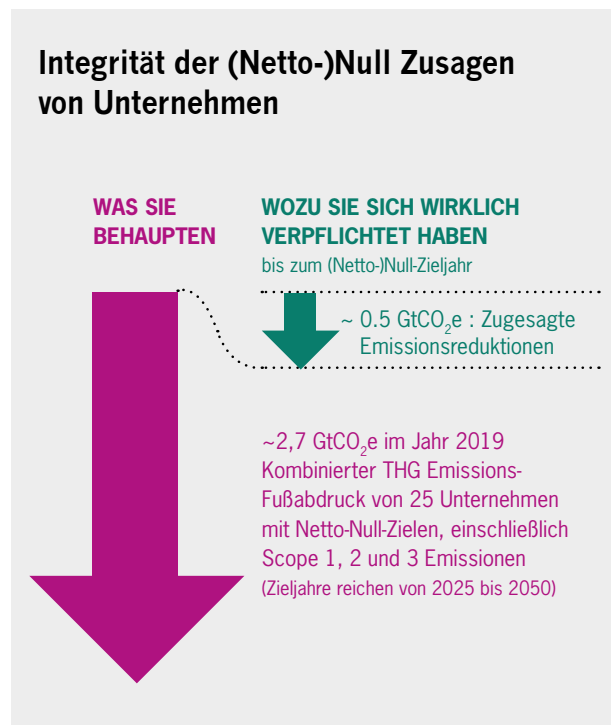 Integrität der (Netto-)Null Zusagen
von Unternehmen
WAS SIE
BEHAUPTEN
WOZU SIE SICH WIRKLICH
VERPFLICHTET HABEN
bis zum (Netto-)Null-Zieljahr
~ 0.5 GtCO₂e : Zugesagte
Emissionsreduktionen
~2,7 GtCO₂e im Jahr 2019
Kombinierter THG Emissions-
Fußabdruck von 25 Unternehmen
mit Netto-Null-Zielen, einschließlich
Scope 1, 2 und 3 Emissionen
(Zieljahre reichen von 2025 bis 2050)